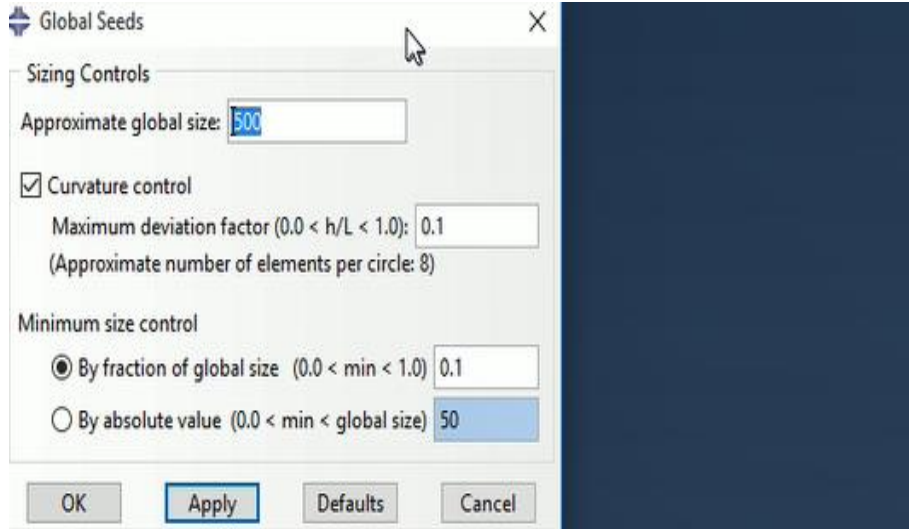 Global Seeds
Sizing Controls
Approximate global size: 500
Curvature control
Maximum deviation factor (0.0 < h/L < 1.0): 0.1
(Approximate number of elements per circle: 8)
Minimum size control
By fraction of global size (0.0 < min < 1.0) 0.1
By absolute value (0.0 < min < global size) 50
OK Apply Defaults Cancel